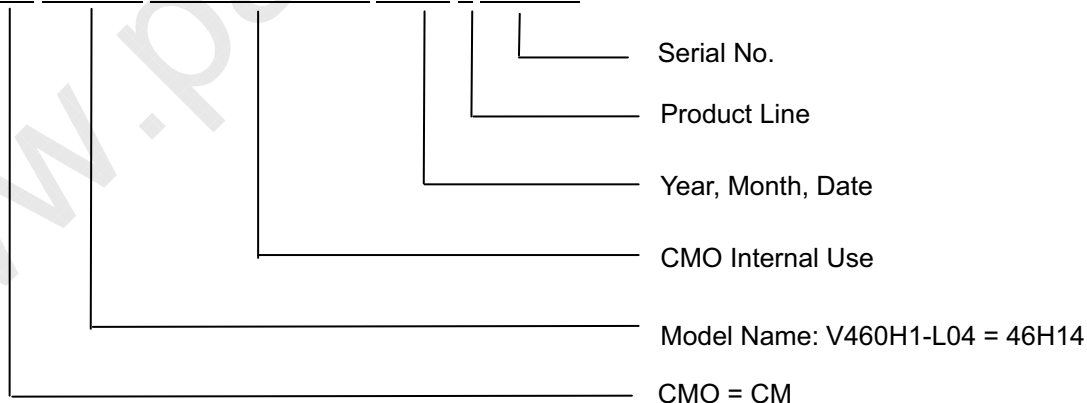 Serial No.
Product Line
Year, Month, Date
CMO Internal Use
Model Name: V460H1-L04 = 46H14
CMO = CM